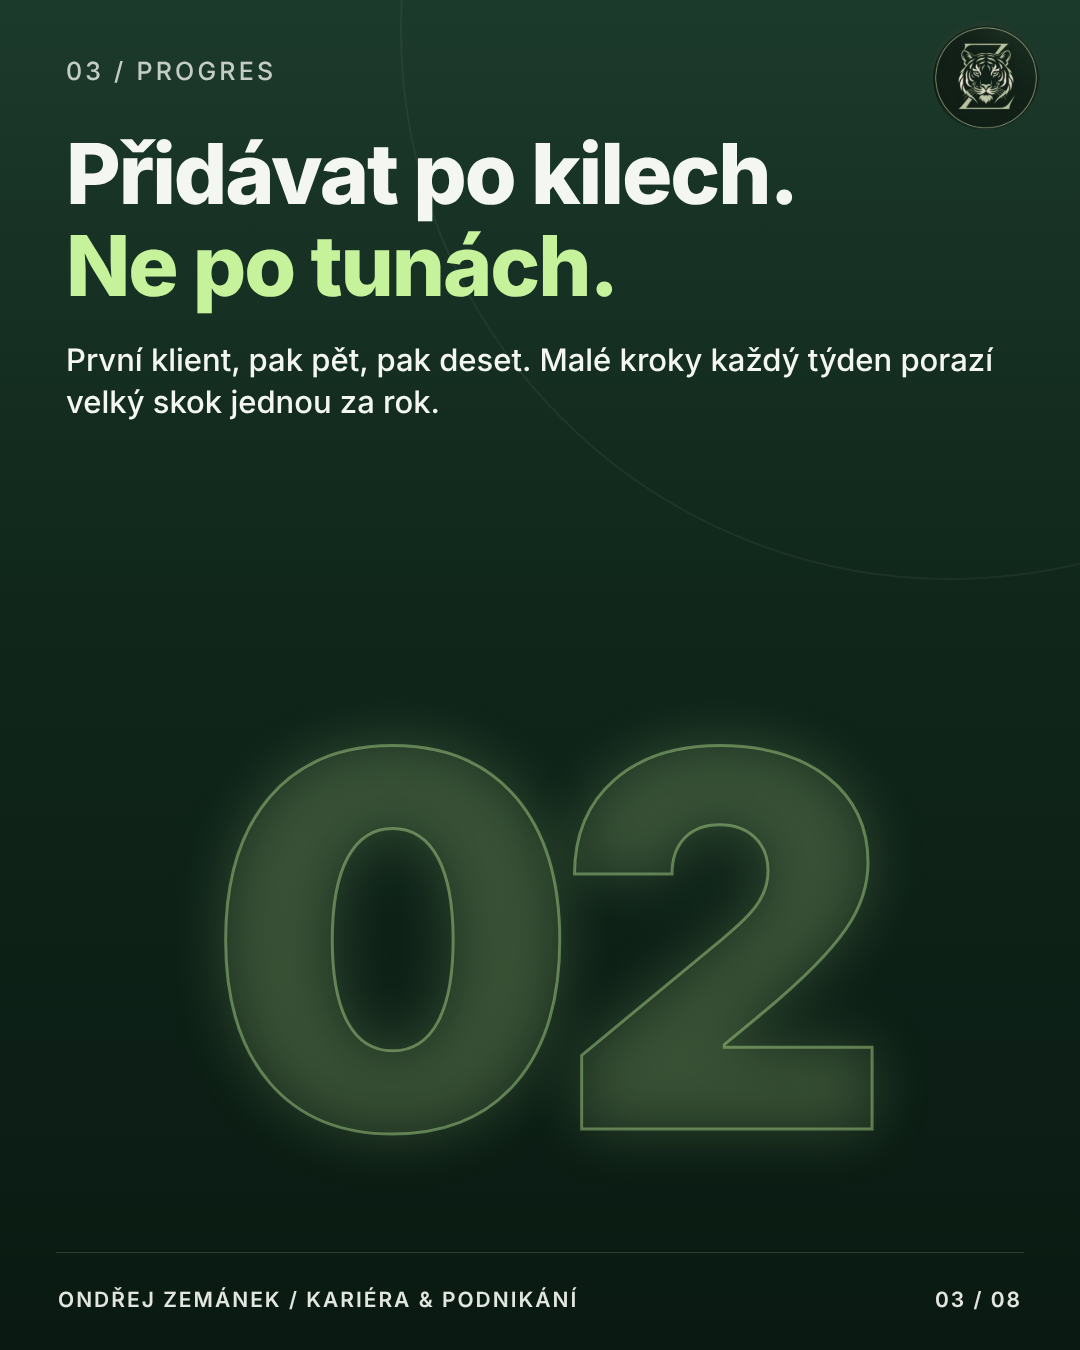 03 / PROGRES
Přidávat po kilech.
Ne po tunách.
První klient, pak pět, pak deset. Malé kroky každý týden porazí
velký skok jednou za rok.
02
ONDŘEJ ZEMÁNEK / KARIÉRA & PODNIKÁNÍ
03 / 08